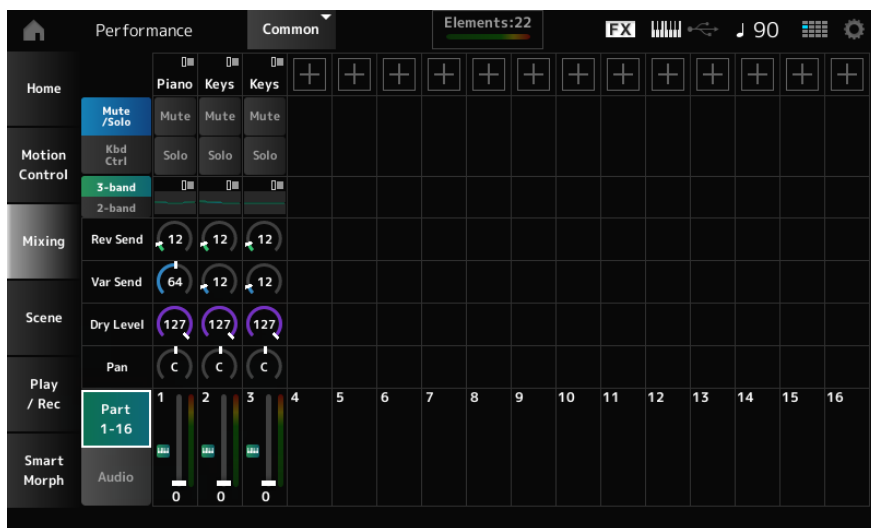 Performance
Common
Elements:22
FX
♩ 90
Home
Motion
Control
Mixing
Scene
Play
/ Rec
Smart
Morph
Piano Keys Keys
Mute
/Solo
Mute Mute Mute
Kbd
Ctrl
Solo Solo Solo
3-band
2-band
Rev Send 12 12 12
Var Send 64 12 12
Dry Level 127 127 127
Pan C C C
Part
1-16
1 2 3 4 5 6 7 8 9 10 11 12 13 14 15 16
Audio
0 0 0